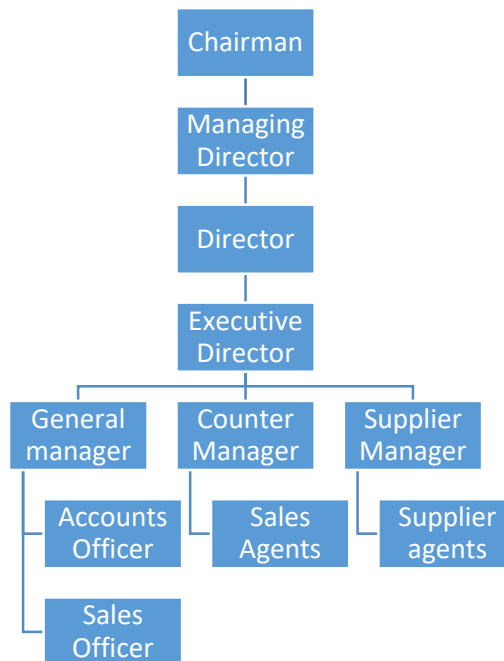 Chairman
Managing
Director
Director
Executive
Director
General
manager
Counter
Manager
Supplier
Manager
Accounts
Officer
Sales
Agents
Supplier
agents
Sales
Officer